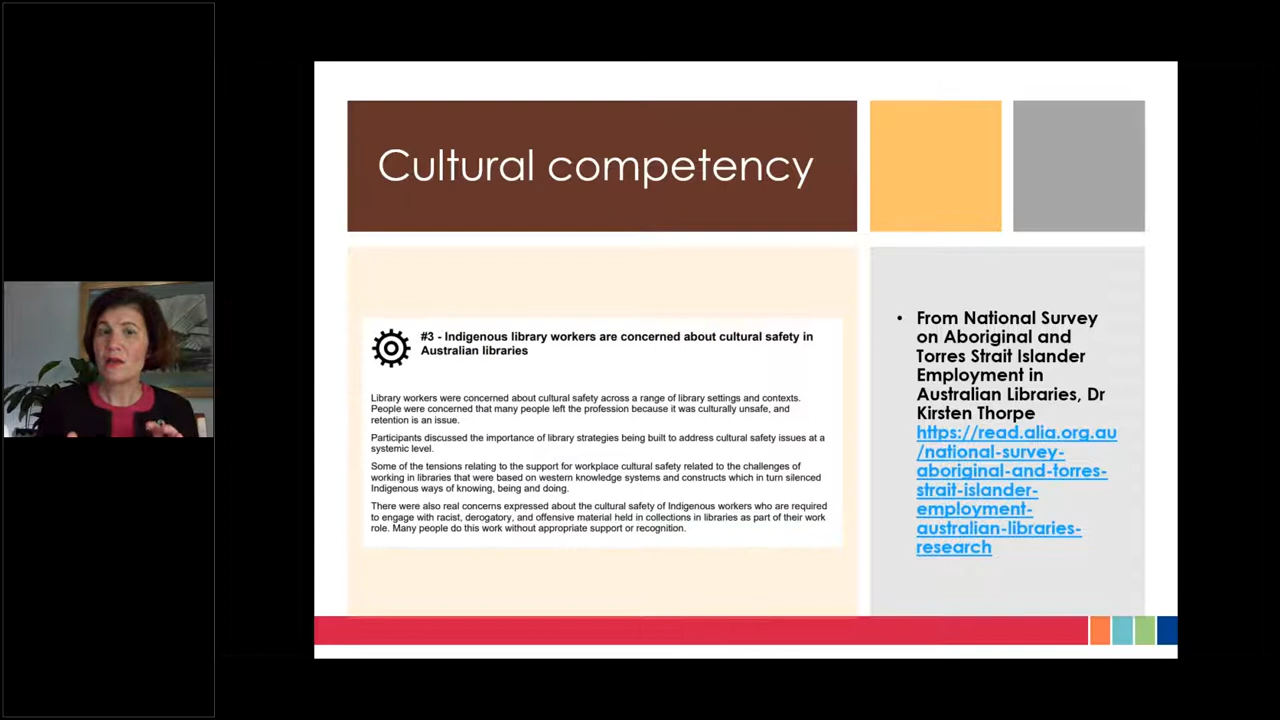 Cultural competency
#3 - Indigenous library workers are concerned about cultural safety in
Australian libraries
Library workers were concerned about cultural safety across a range of library settings and contexts.
People were concerned that many people left the profession because it was culturally unsafe, and
retention is an issue.
Participants discussed the importance of library strategies being built to address cultural safety issues at a
systemic level.
Some of the tensions relating to the support for workplace cultural safety related to the challenges of
working in libraries that were based on western knowledge systems and constructs which in turn silenced
Indigenous ways of knowing, being and doing.
There were also real concerns expressed about the cultural safety of Indigenous workers who are required
to engage with racist, derogatory, and offensive material held in collections in libraries as part of their work
role. Many people do this work without appropriate support or recognition.
• From National Survey
on Aboriginal and
Torres Strait Islander
Employment in
Australian Libraries, Dr
Kirsten Thorpe
https://read.alia.org.au
/national-survey-
aboriginal-and-torres-
strait-islander-
employment-
australian-libraries-
research